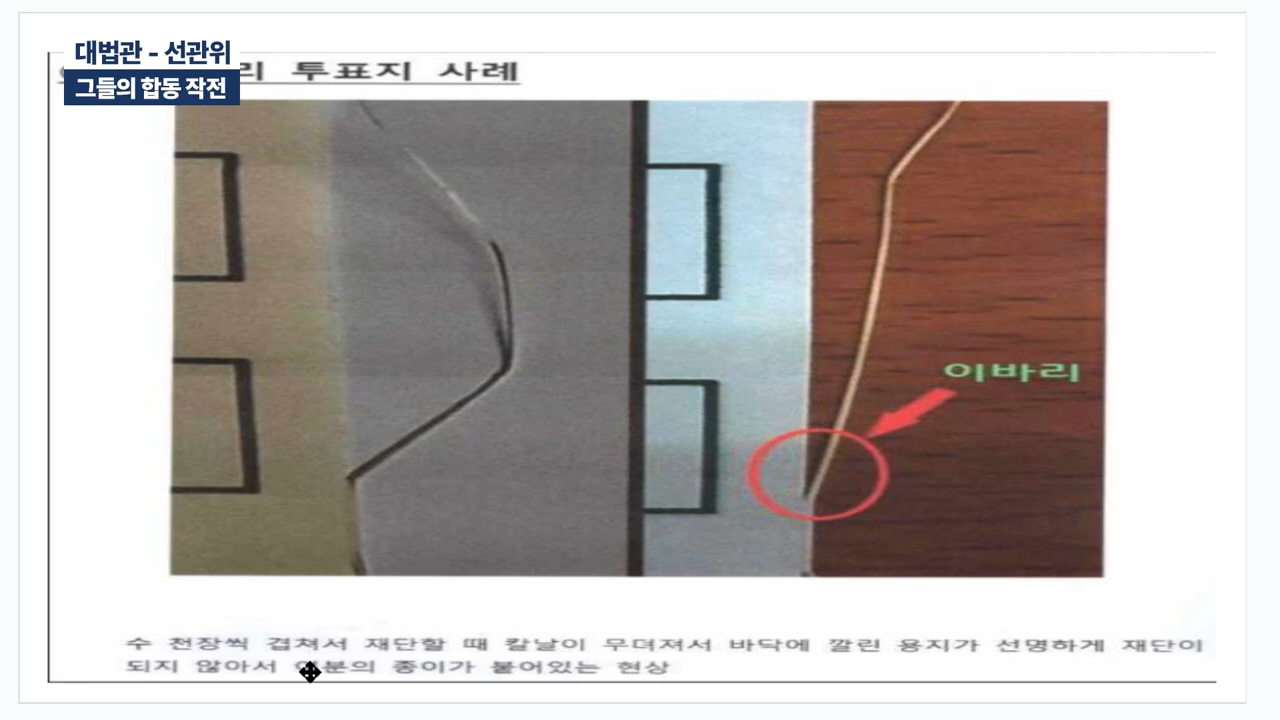 대법관 - 선관위
그들의 합동 작전
리 투표지 사례
이바리
수 천장씩 겹쳐서 재단할 때 칼날이 무뎌져서 바닥에 깔린 용지가 선명하게 재단이
되지 않아서 여분의 종이가 붙어있는 현상